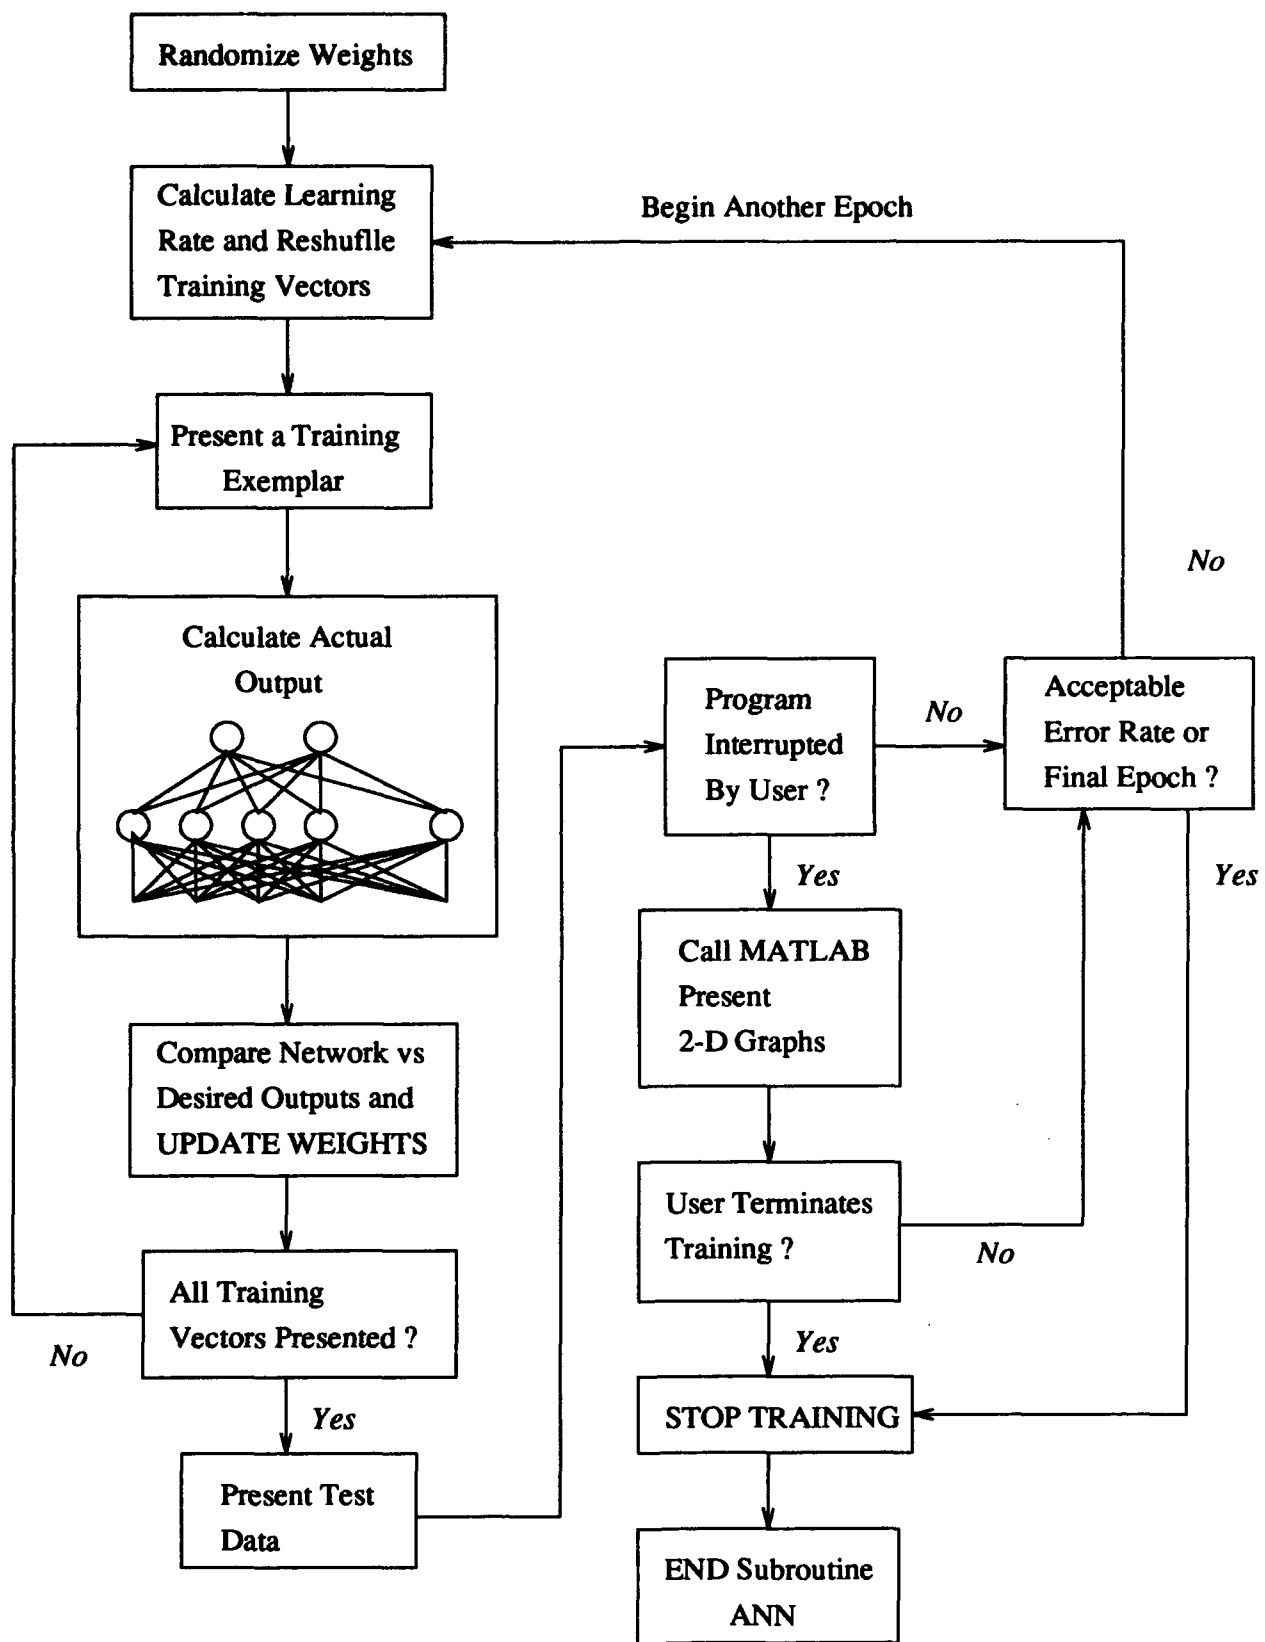 Randomize Weights
Calculate Learning
Rate and Reshuflle
Training Vectors
Begin Another Epoch
Present a Training
Exemplar
No
Calculate Actual
Output
Program
Interrupted
By User ?
No
Acceptable
Error Rate or
Final Epoch ?
Yes
Yes
Call MATLAB
Present
2-D Graphs
Compare Network vs
Desired Outputs and
UPDATE WEIGHTS
User Terminates
Training ?
No
All Training
Vectors Presented ?
No
Yes
Yes
STOP TRAINING
Present Test
Data
END Subroutine
ANN